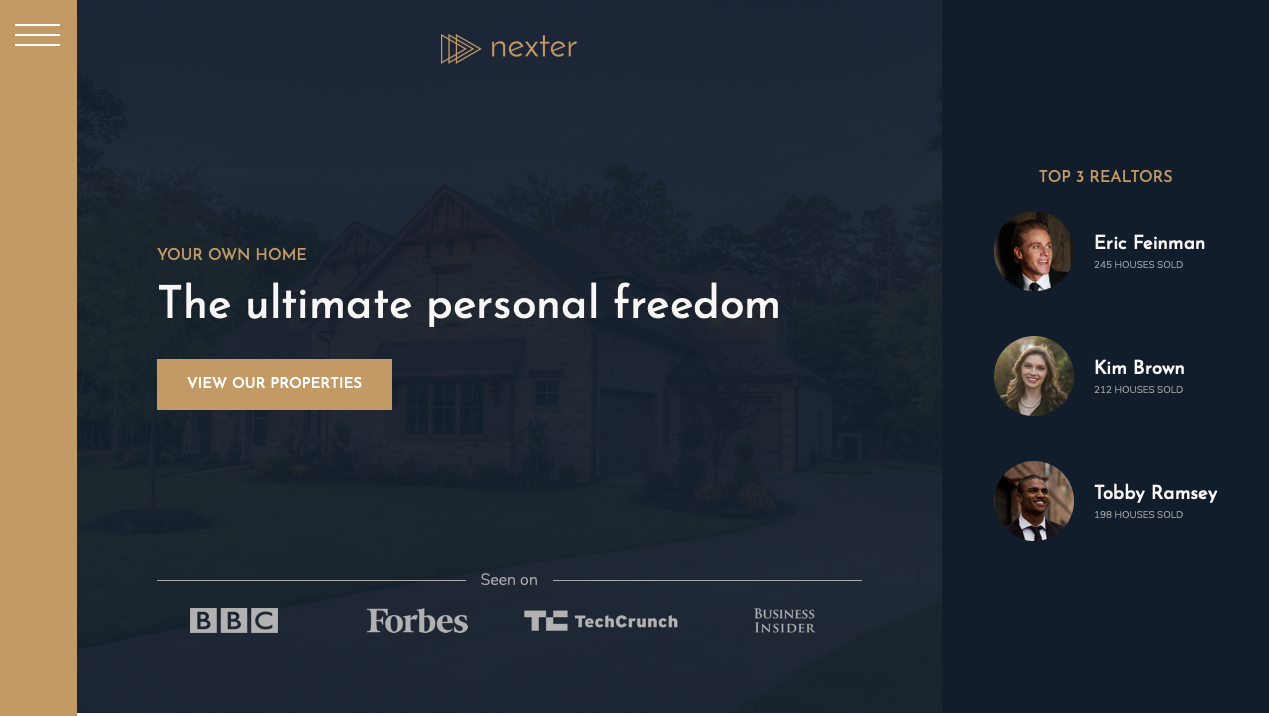 nexter
YOUR OWN HOME
The ultimate personal freedom
VIEW OUR PROPERTIES
Seen on
BBC
Forbes
TC TechCrunch
BUSINESS
INSIDER
TOP 3 REALTORS
Eric Feinman
245 HOUSES SOLD
Kim Brown
212 HOUSES SOLD
Tobby Ramsey
198 HOUSES SOLD